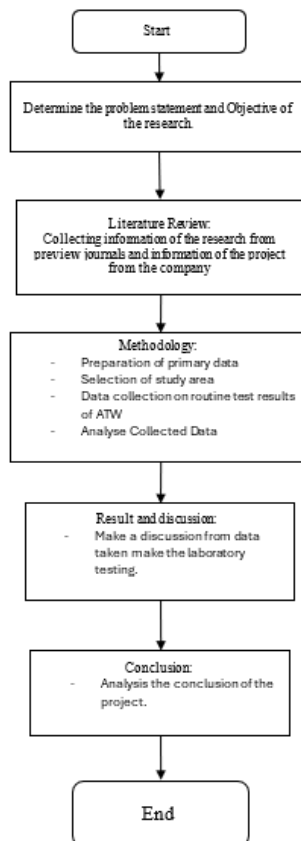 Start
Determine the problem statement and Objective of
the research.
Literature Review:
Collecting information of the research from
preview journals and information of the project
from the company
Methodology:
- Preparation of primary data
- Selection of study area
- Data collection on routine test results
of ATW
- Analyse Collected Data
Result and discussion:
- Make a discussion from data
taken make the laboratory
testing.
Conclusion:
- Analysis the conclusion of the
project.
End